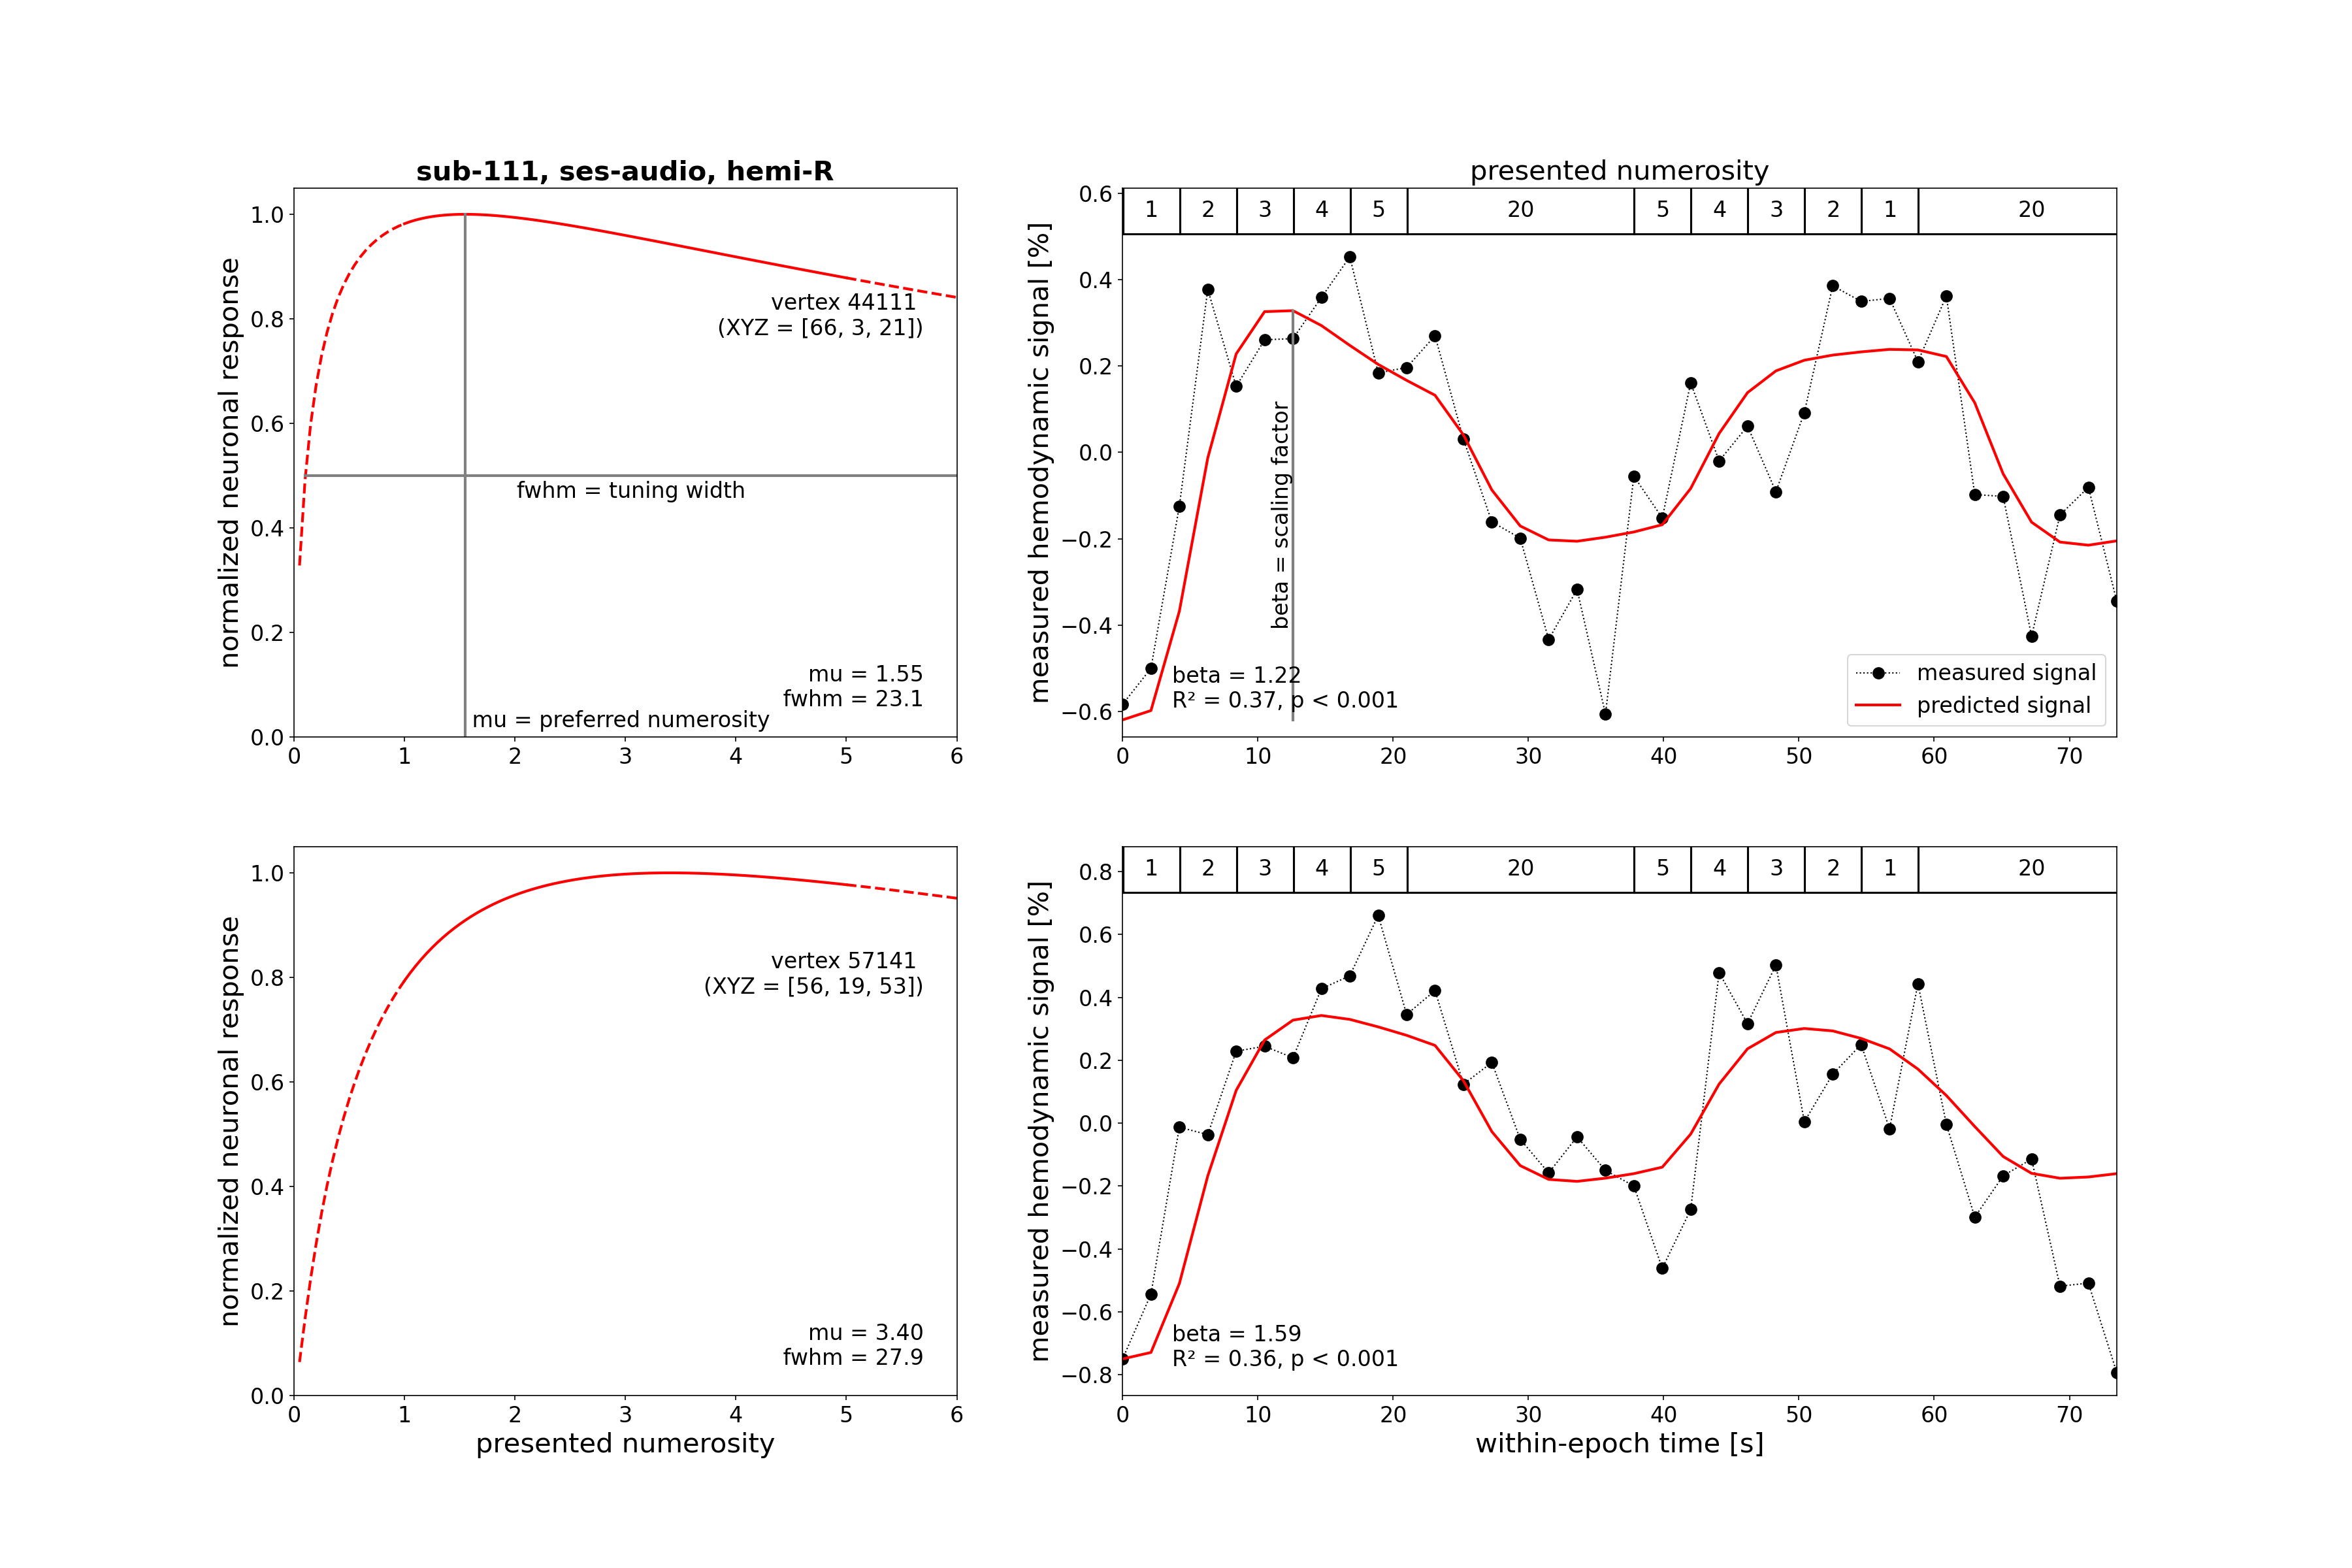 sub-111, ses-audio, hemi-R
normalized neuronal response
1.0
0.8
0.6
0.4
0.2
0.0
vertex 44111
(XYZ = [66, 3, 21])
fwhm = tuning width
mu = 1.55
fwhm = 23.1
mu = preferred numerosity
0 1 2 3 4 5 6
presented numerosity
measured hemodynamic signal [%]
0.6
0.4
0.2
0.0
−0.2
−0.4
−0.6
1 2 3 4 5 20 5 4 3 2 1 20
beta = scaling factor
beta = 1.22
R² = 0.37, p < 0.001
measured signal
predicted signal
0 10 20 30 40 50 60 70
normalized neuronal response
1.0
0.8
0.6
0.4
0.2
0.0
vertex 57141
(XYZ = [56, 19, 53])
mu = 3.40
fwhm = 27.9
0 1 2 3 4 5 6
presented numerosity
measured hemodynamic signal [%]
0.8
0.6
0.4
0.2
0.0
−0.2
−0.4
−0.6
−0.8
1 2 3 4 5 20 5 4 3 2 1 20
beta = 1.59
R² = 0.36, p < 0.001
0 10 20 30 40 50 60 70
within-epoch time [s]